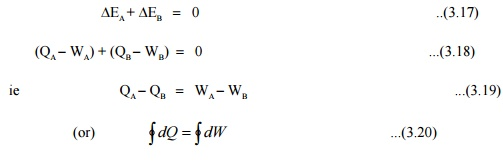 ΔE_A + ΔE_B = 0 ..(3.17)
(Q_A – W_A) + (Q_B – W_B) = 0 ...(3.18)
ie Q_A – Q_B = W_A – W_B ...(3.19)
(or) ∮dQ = ∮dW ...(3.20)